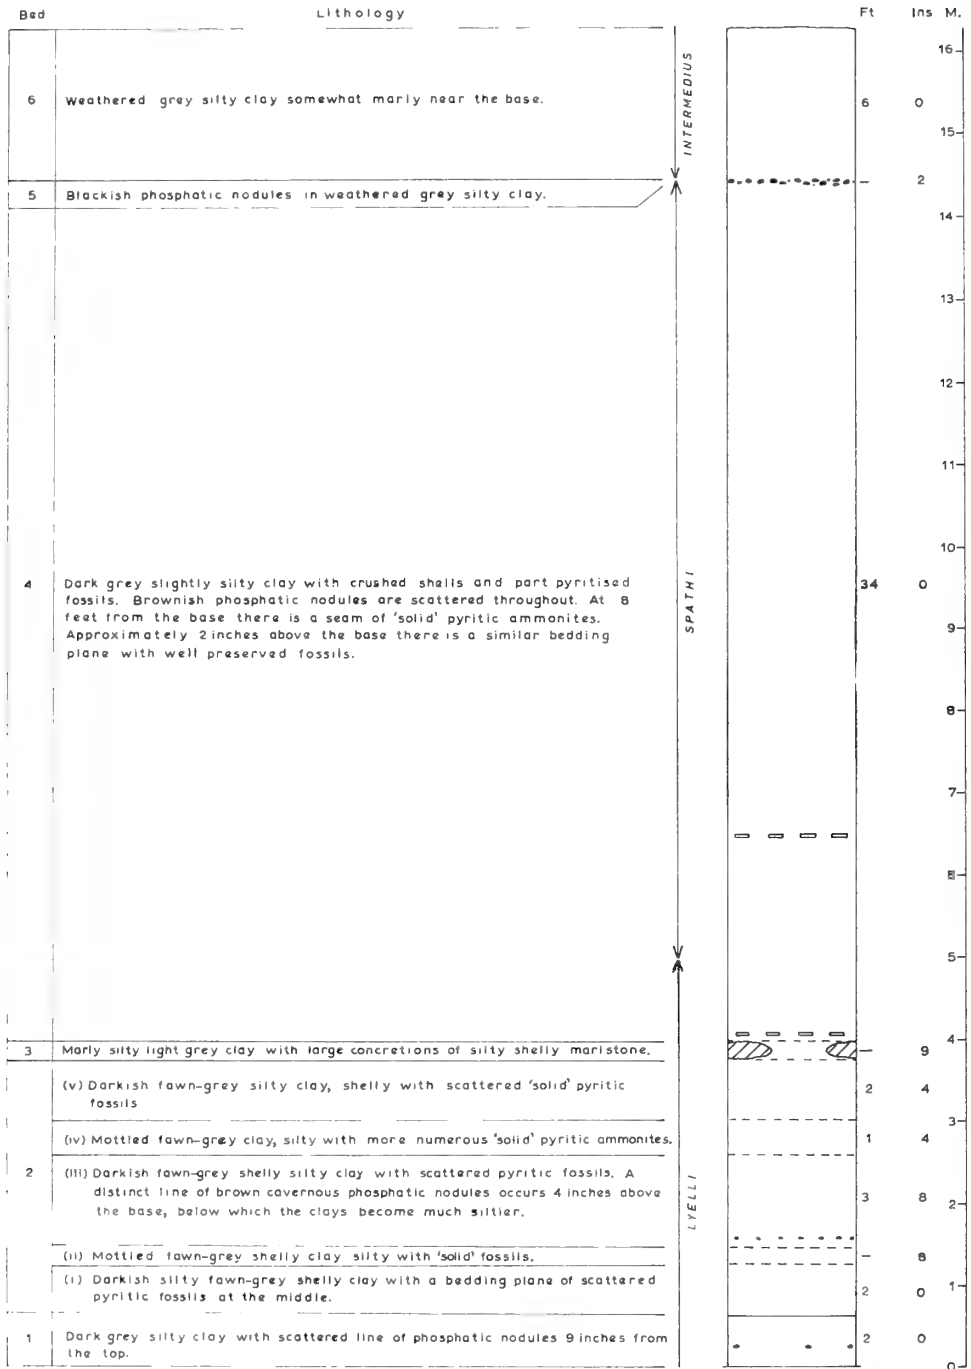 Bed Lithology Ft Ins M.
16
6 Weathered grey silty clay somewhat marly near the base. INTERMEDIUS 6 0
15
5 Blackish phosphatic nodules in weathered grey silty clay. – 2
14
13
12
11
10
4 Dark grey slightly silty clay with crushed shells and part pyritised 34 0
fossils. Brownish phosphatic nodules are scattered throughout. At 8
feet from the base there is a seam of 'solid' pyritic ammonites.
Approximately 2 inches above the base there is a similar bedding
plane with well preserved fossils.
SPATHI
9
8
7
5
4
3 Marly silty light grey clay with large concretions of silty shelly marlstone. – 9
(v) Darkish fawn-grey silty clay, shelly with scattered 'solid' pyritic 2 4
fossils
3
(iv) Mottled fawn-grey clay, silty with more numerous 'solid' pyritic ammonites. 1 4
2 (iii) Darkish fawn-grey shelly silty clay with scattered pyritic fossils. A
distinct line of brown cavernous phosphatic nodules occurs 4 inches above 3 8
the base, below which the clays become much siltier.
2
LYELLI
(ii) Mottled fawn-grey shelly clay silty with 'solid' fossils. – 8
(i) Darkish silty fawn-grey shelly clay with a bedding plane of scattered
pyritic fossils at the middle. 2 0
1
1 Dark grey silty clay with scattered line of phosphatic nodules 9 inches from 2 0
the top.
0